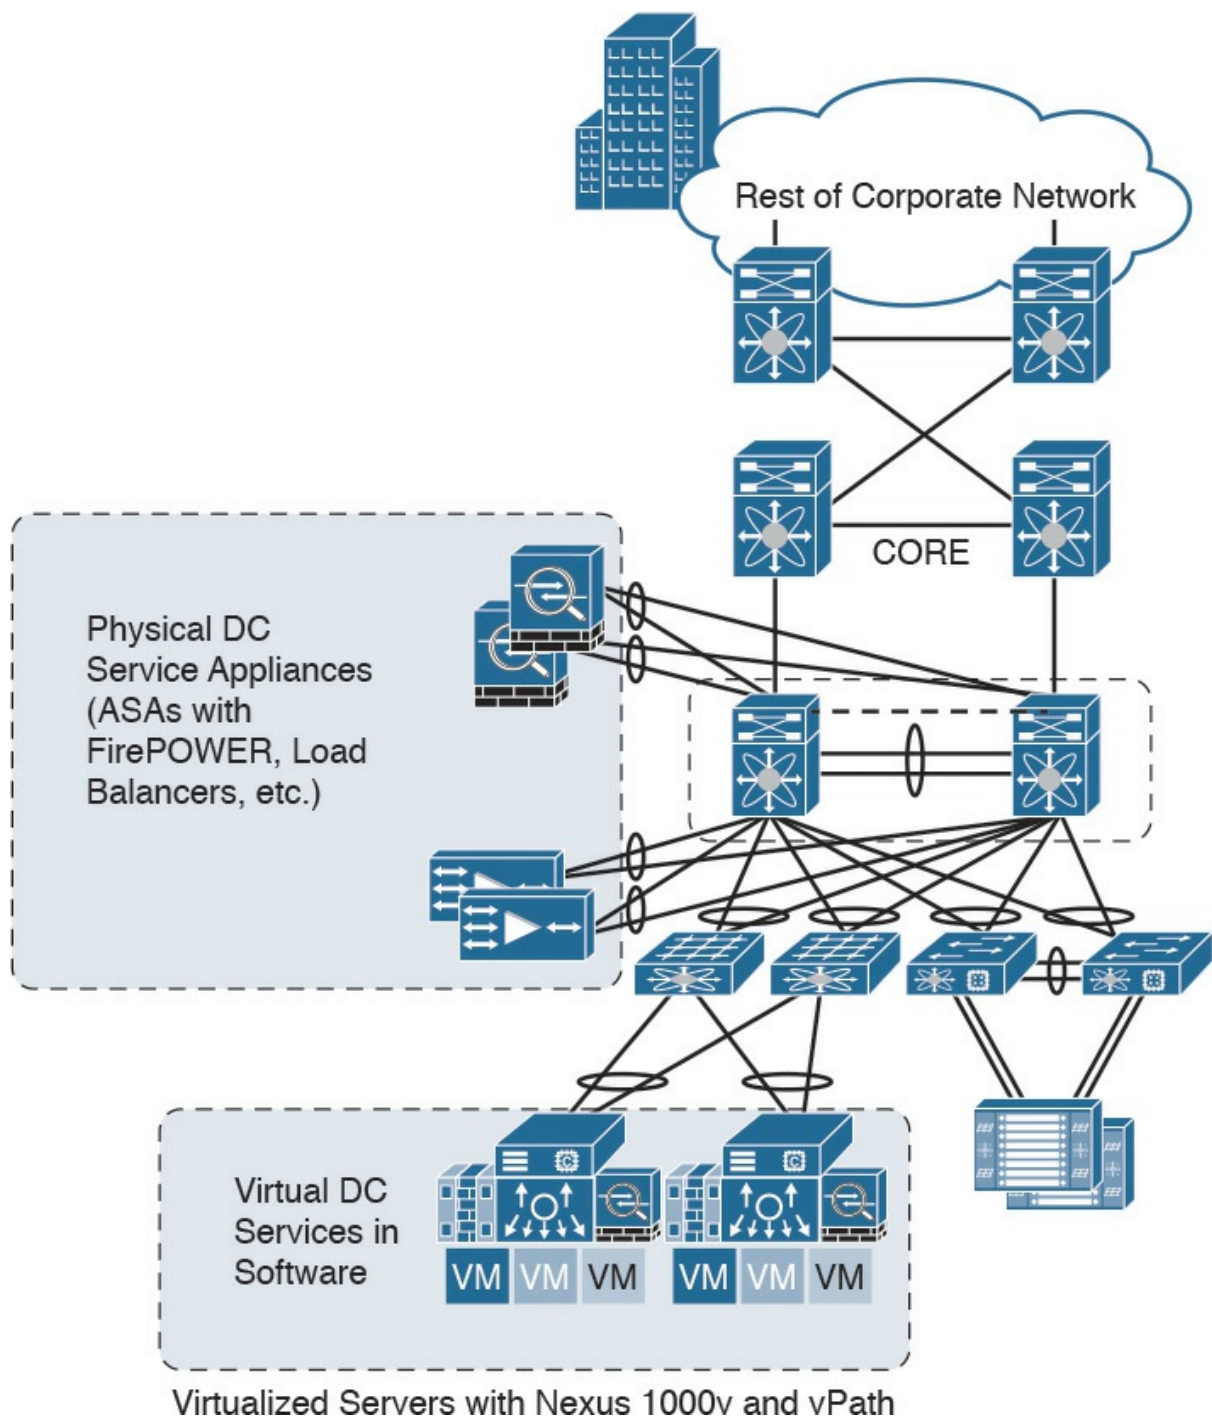 Rest of Corporate Network
CORE
Physical DC
Service Appliances
(ASAs with
FirePOWER, Load
Balancers, etc.)
Virtual DC
Services in
Software
C
C
VM VM VM VM VM VM
Virtualized Servers with Nexus 1000v and vPath